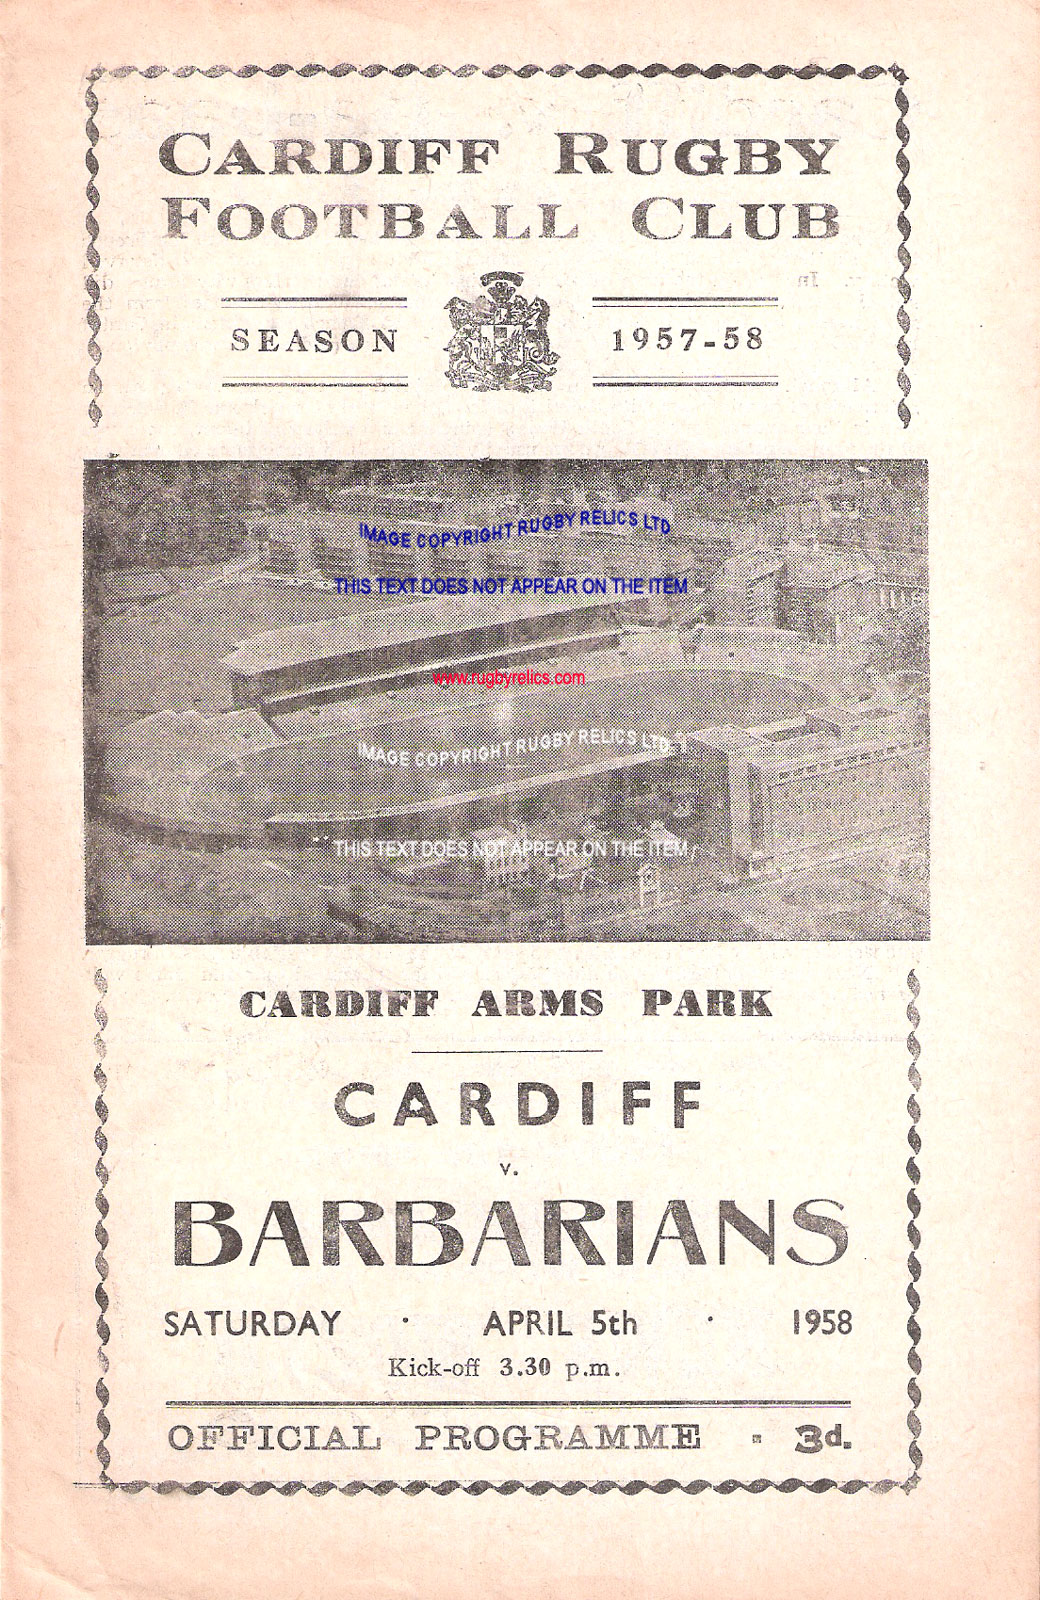 CARDIFF RUGBY
FOOTBALL CLUB
SEASON 1957-58
IMAGE COPYRIGHT RUGBY RELICS LTD
THIS TEXT DOES NOT APPEAR ON THE ITEM
www.rugbyrelics.com
IMAGE COPYRIGHT RUGBY RELICS LTD
THIS TEXT DOES NOT APPEAR ON THE ITEM
CARDIFF ARMS PARK
CARDIFF
v.
BARBARIANS
SATURDAY · APRIL 5th · 1958
Kick-off 3.30 p.m.
OFFICIAL PROGRAMME · 3d.